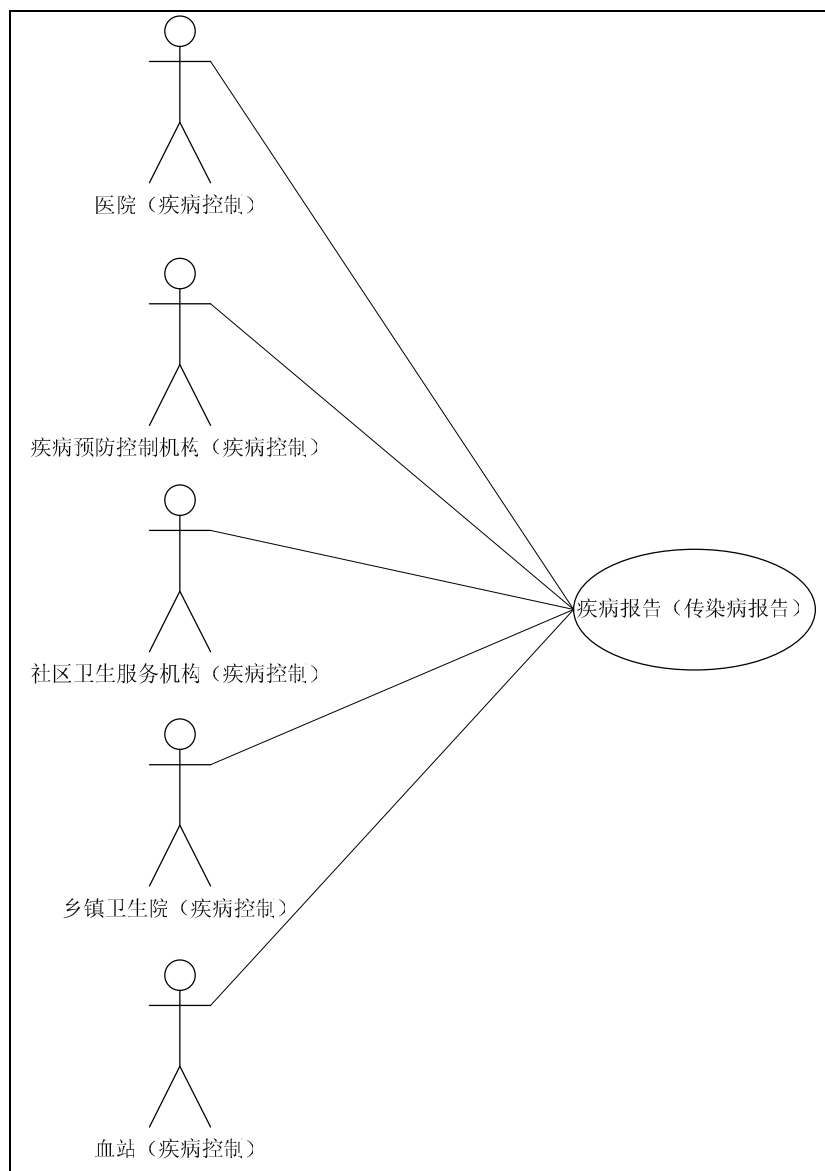 医院（疾病控制）
疾病预防控制机构（疾病控制）
疾病报告（传染病报告）
社区卫生服务机构（疾病控制）
乡镇卫生院（疾病控制）
血站（疾病控制）